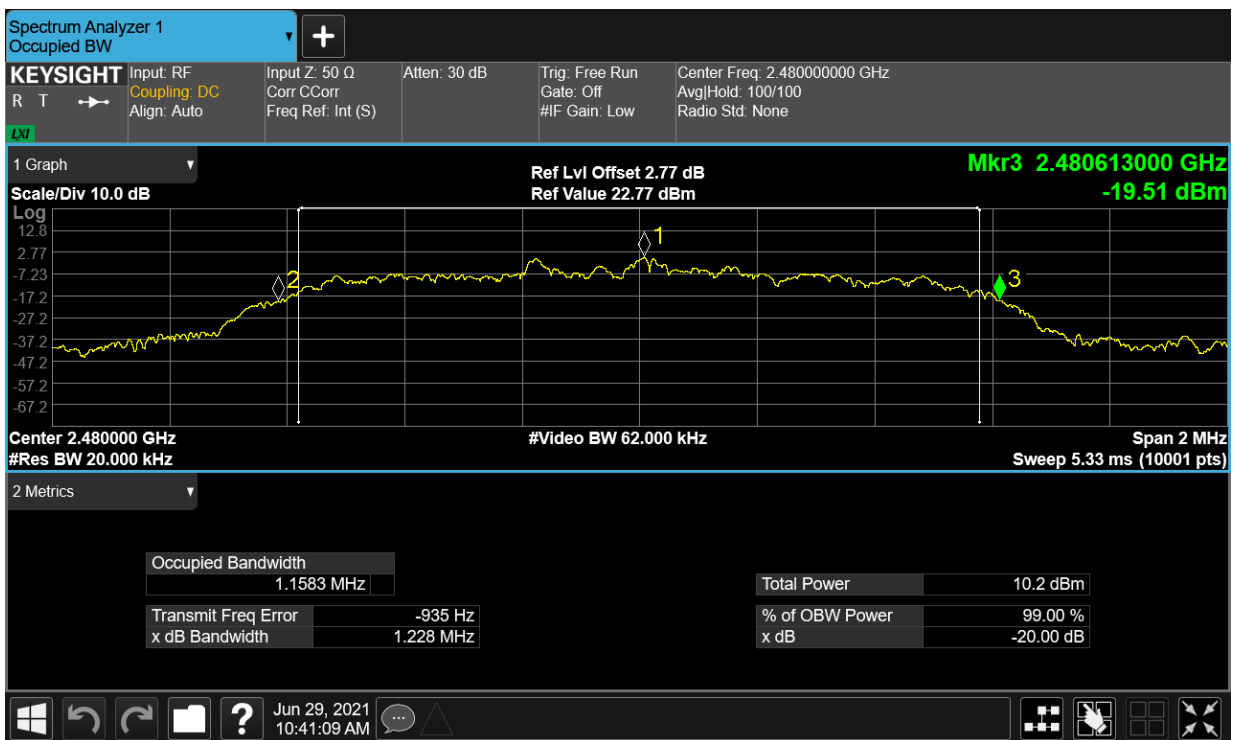 Spectrum Analyzer 1
Occupied BW
KEYSIGHT
R T
LXI
Input: RF
Coupling: DC
Align: Auto
Input Z: 50 Ω
Corr CCorr
Freq Ref: Int (S)
Atten: 30 dB
Trig: Free Run
Gate: Off
#IF Gain: Low
Center Freq: 2.480000000 GHz
Avg|Hold: 100/100
Radio Std: None
1 Graph
Scale/Div 10.0 dB
Ref Lvl Offset 2.77 dB
Ref Value 22.77 dBm
Mkr3 2.480613000 GHz
-19.51 dBm
Log
12.8
2.77
-7.23
-17.2
-27.2
-37.2
-47.2
-57.2
-67.2
1
2
3
Center 2.480000 GHz
#Video BW 62.000 kHz
Span 2 MHz
#Res BW 20.000 kHz
Sweep 5.33 ms (10001 pts)
2 Metrics
Occupied Bandwidth
1.1583 MHz
Transmit Freq Error -935 Hz
x dB Bandwidth 1.228 MHz
Total Power 10.2 dBm
% of OBW Power 99.00 %
x dB -20.00 dB
?
Jun 29, 2021
10:41:09 AM